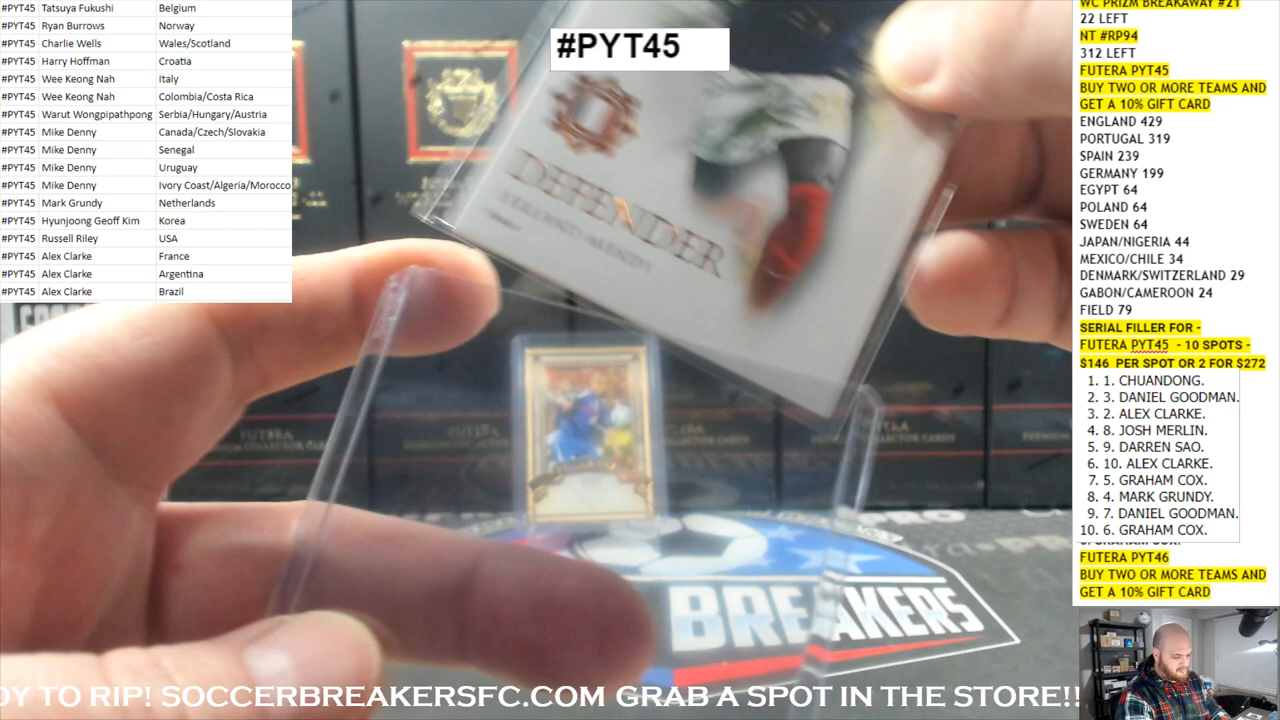 #PYT45 Tatsuya Fukushi Belgium
#PYT45 Ryan Burrows Norway
#PYT45 Charlie Wells Wales/Scotland
#PYT45 Harry Hoffman Croatia
#PYT45 Wee Keong Nah Italy
#PYT45 Wee Keong Nah Colombia/Costa Rica
#PYT45 Warut Wongpipathpong Serbia/Hungary/Austria
#PYT45 Mike Denny Canada/Czech/Slovakia
#PYT45 Mike Denny Senegal
#PYT45 Mike Denny Uruguay
#PYT45 Mike Denny Ivory Coast/Algeria/Morocco
#PYT45 Mark Grundy Netherlands
#PYT45 Hyunjoong Geoff Kim Korea
#PYT45 Russell Riley USA
#PYT45 Alex Clarke France
#PYT45 Alex Clarke Argentina
#PYT45 Alex Clarke Brazil
#PYT45
DEFENDER
FUTERA
BREAKERS
WC PRIZM BREAKAWAY #21
22 LEFT
NT #RP94
312 LEFT
FUTERA PYT45
BUY TWO OR MORE TEAMS AND
GET A 10% GIFT CARD
ENGLAND 429
PORTUGAL 319
SPAIN 239
GERMANY 199
EGYPT 64
POLAND 64
SWEDEN 64
JAPAN/NIGERIA 44
MEXICO/CHILE 34
DENMARK/SWITZERLAND 29
GABON/CAMEROON 24
FIELD 79
SERIAL FILLER FOR -
FUTERA PYT45 - 10 SPOTS -
$146 PER SPOT OR 2 FOR $272
1. 1. CHUANDONG.
2. 3. DANIEL GOODMAN.
3. 2. ALEX CLARKE.
4. 8. JOSH MERLIN.
5. 9. DARREN SAO.
6. 10. ALEX CLARKE.
7. 5. GRAHAM COX.
8. 4. MARK GRUNDY.
9. 7. DANIEL GOODMAN.
10. 6. GRAHAM COX.
FUTERA PYT46
BUY TWO OR MORE TEAMS AND
GET A 10% GIFT CARD
DY TO RIP! SOCCERBREAKERSFC.COM GRAB A SPOT IN THE STORE!!